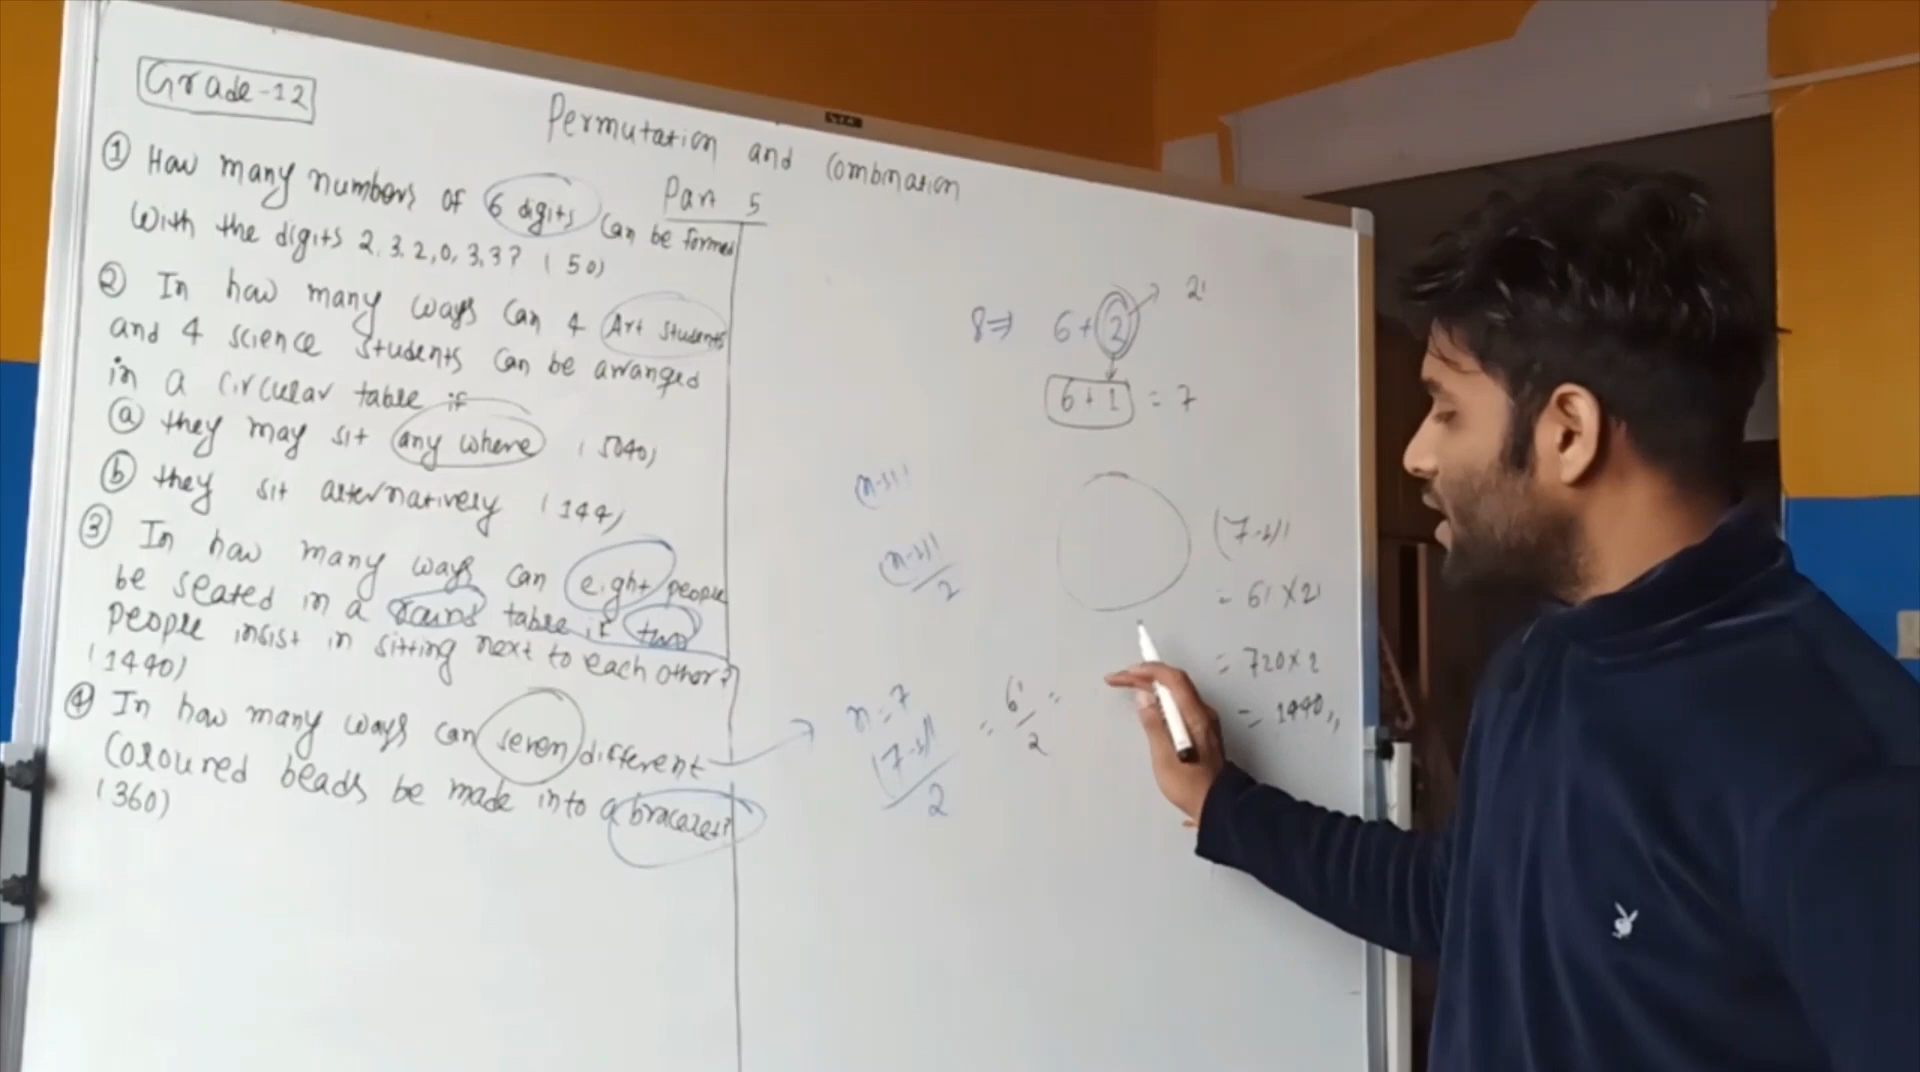 Grade-12
Permutation and Combination
Part 5
① How many numbers of 6 digits can be formed
with the digits 2, 3, 2, 0, 3, 3? (50)
② In how many ways can 4 Art students
and 4 science students can be arranged
in a circular table if
ⓐ they may sit any where (5040)
ⓑ they sit alternatively (144)
③ In how many ways can eight people
be seated in a round table if two
people insist in sitting next to each other?
(1440)
④ In how many ways can seven different
coloured beads be made into a bracelet?
(360)
8 ⇒ 6 + 2 → 2!
6 + 1 = 7
(n-1)!
(n-1)!/2
(7-1)!
= 6! × 2!
= 720 × 2
= 1440
n = 7
(7-1)!/2 = 6!/2 =